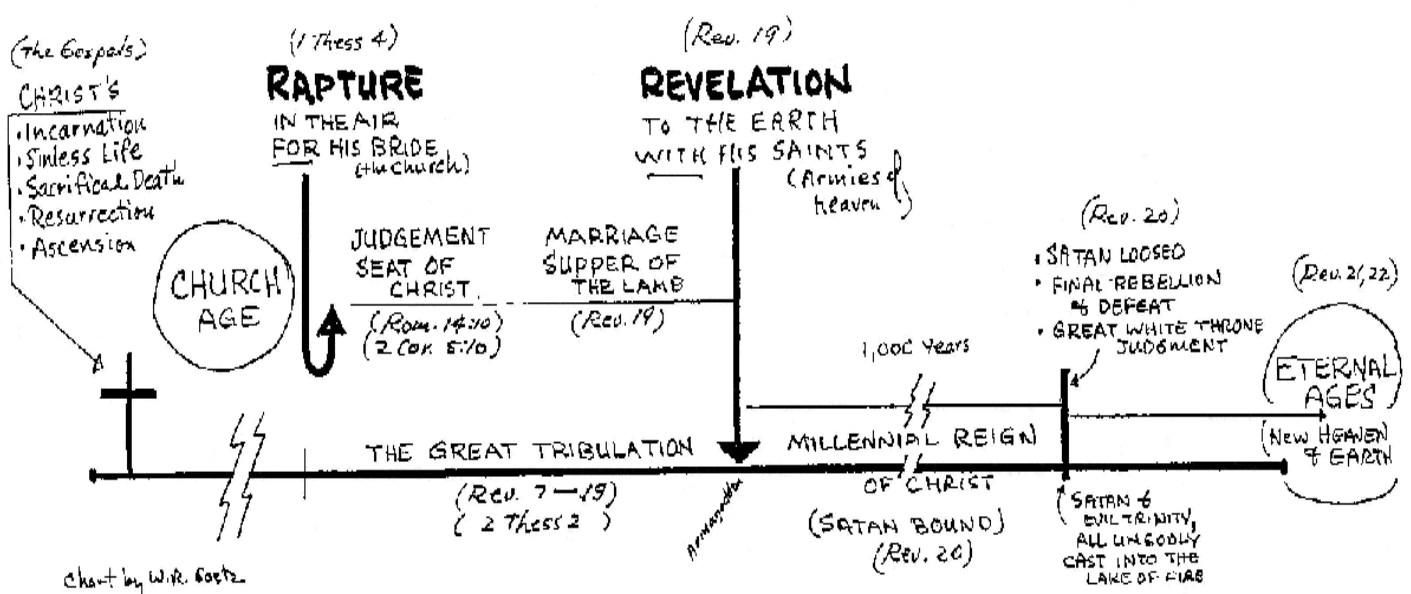 (The Gospels)
CHRIST'S
• Incarnation
• Sinless Life
• Sacrifical Death
• Resurrection
• Ascension
CHURCH
AGE
(1 Thess 4)
RAPTURE
IN THE AIR
FOR HIS BRIDE
(the Church)
JUDGEMENT
SEAT OF
CHRIST.
(Rom. 14:10)
(2 Cor. 5:10)
MARRIAGE
SUPPER OF
THE LAMB
(Rev. 19)
(Rev. 19)
REVELATION
TO THE EARTH
WITH HIS SAINTS
(Armies of
heaven)
THE GREAT TRIBULATION
(Rev. 7-19)
(2 Thess 2)
Armageddon
1,000 Years
MILLENNIAL REIGN
OF CHRIST
(SATAN BOUND)
(Rev. 20)
(Rev. 20)
• SATAN LOOSED
• FINAL REBELLION
& DEFEAT
• GREAT WHITE THRONE
JUDGMENT
SATAN &
EVIL TRINITY,
ALL UNGODLY
CAST INTO THE
LAKE OF FIRE
(Rev. 21,22)
ETERNAL
AGES
(NEW HEAVEN
& EARTH
Chart by W.R. Goetz